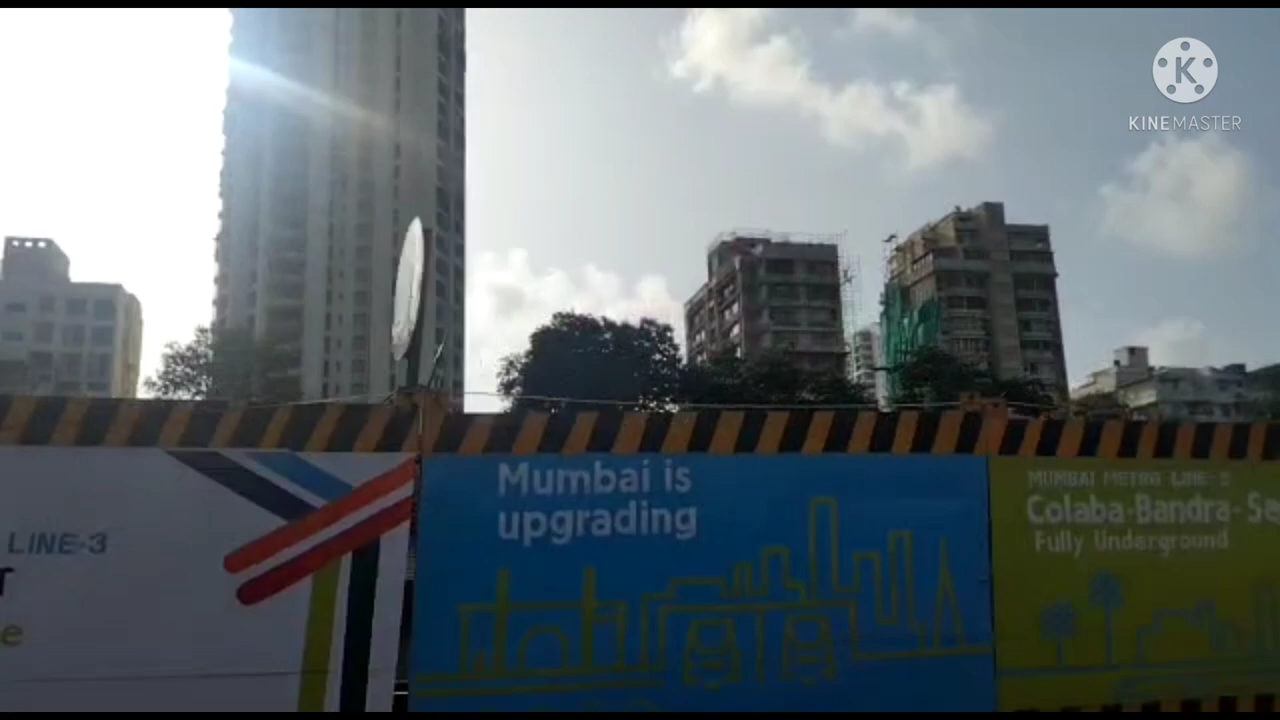 K
KINEMASTER
LINE-3
r
e
Mumbai is
upgrading
MUMBAI METRO LINE-3
Colaba-Bandra-Se
Fully Underground